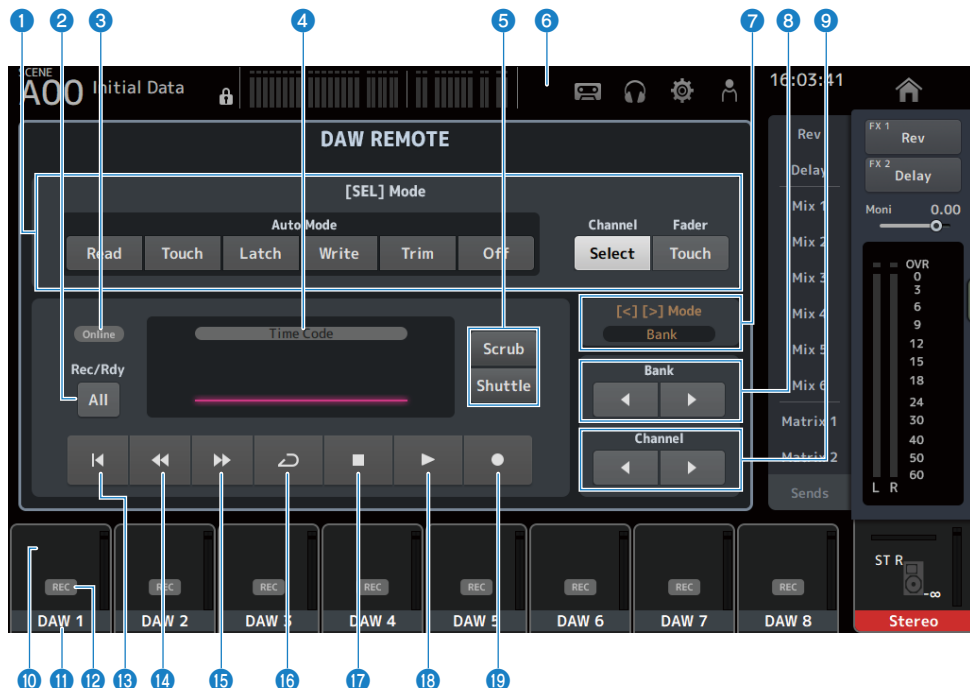 1 2 3 4 5 6 7 8 9
SCENE
A00 Initial Data
16:03:41
DAW REMOTE
[SEL] Mode
Auto Mode
Channel Fader
Read Touch Latch Write Trim Off Select Touch
Online
Time Code
Rec/Rdy
All
Scrub
Shuttle
[<] [>] Mode
Bank
Bank
Channel
Rev
Delay
Mix 1
Mix 2
Mix 3
Mix 4
Mix 5
Mix 6
Matrix 1
Matrix 2
Sends
FX 1
Rev
FX 2
Delay
Moni 0.00
OVR
0
3
6
9
12
15
18
24
30
40
50
60
L R
REC REC REC REC REC REC REC REC
DAW 1 DAW 2 DAW 3 DAW 4 DAW 5 DAW 6 DAW 7 DAW 8
ST R
-∞
Stereo
10 11 12 13 14 15 16 17 18 19